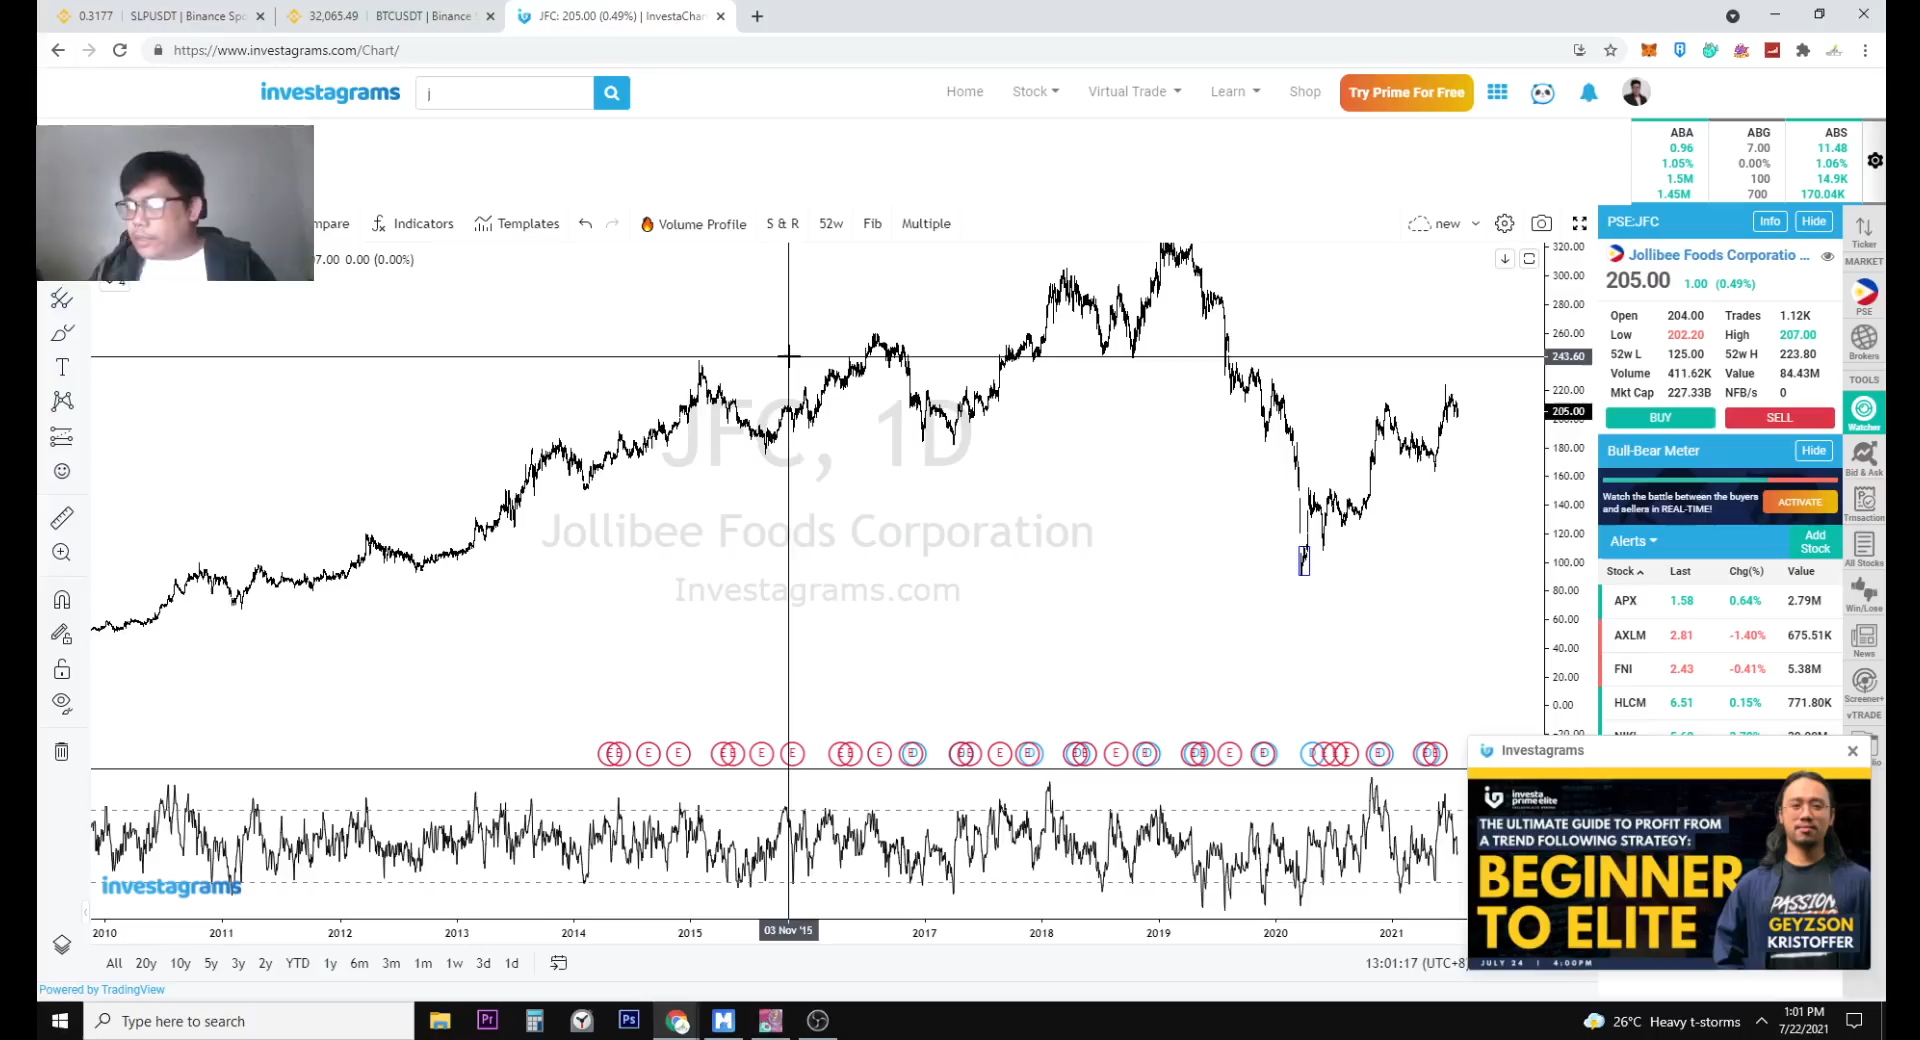 0.3177
SLPUSDT | Binance Spo
32,065.49
BTCUSDT | Binance S
JFC: 205.00 (0.49%) | InvestaChar
https://www.investagrams.com/Chart/
investagrams
j
Home
Stock
Virtual Trade
Learn
Shop
Try Prime For Free
ABA
ABG
ABS
0.96
7.00
11.48
1.05%
0.00%
1.06%
1.5M
100
14.9K
1.45M
700
170.04K
mpare
Indicators
Templates
Volume Profile
S & R
52w
Fib
Multiple
new
7.00 0.00 (0.00%)
4
JFC, 1D
Jollibee Foods Corporation
Investagrams.com
320.00
300.00
280.00
260.00
243.60
220.00
205.00
180.00
160.00
140.00
120.00
100.00
80.00
60.00
40.00
20.00
0.00
PSE:JFC
Info
Hide
Jollibee Foods Corporatio ...
205.00
1.00 (0.49%)
Open 204.00 Trades 1.12K
Low 202.20 High 207.00
52w L 125.00 52w H 223.80
Volume 411.62K Value 84.43M
Mkt Cap 227.33B NFB/s 0
BUY
SELL
Bull-Bear Meter
Hide
Watch the battle between the buyers
and sellers in REAL-TIME!
ACTIVATE
Alerts
Add
Stock
Stock Last Chg(%) Value
APX 1.58 0.64% 2.79M
AXLM 2.81 -1.40% 675.51K
FNI 2.43 -0.41% 5.38M
HLCM 6.51 0.15% 771.80K
Ticker
MARKET
PSE
Brokers
TOOLS
Watcher
Bid & Ask
Trnsaction
All Stocks
Win/Lose
News
Screener+
vTRADE
Investagrams
investa
prime elite
THE ULTIMATE GUIDE TO PROFIT FROM
A TREND FOLLOWING STRATEGY:
BEGINNER
TO ELITE
PASSION
GEYZSON
KRISTOFFER
JULY 24 | 4:00PM
investagrams
2010
2011
2012
2013
2014
2015
03 Nov '15
2017
2018
2019
2020
2021
All
20y
10y
5y
3y
2y
YTD
1y
6m
3m
1m
1w
3d
1d
13:01:17 (UTC+8)
Powered by TradingView
Type here to search
Pr
Ps
26°C Heavy t-storms
1:01 PM
7/22/2021